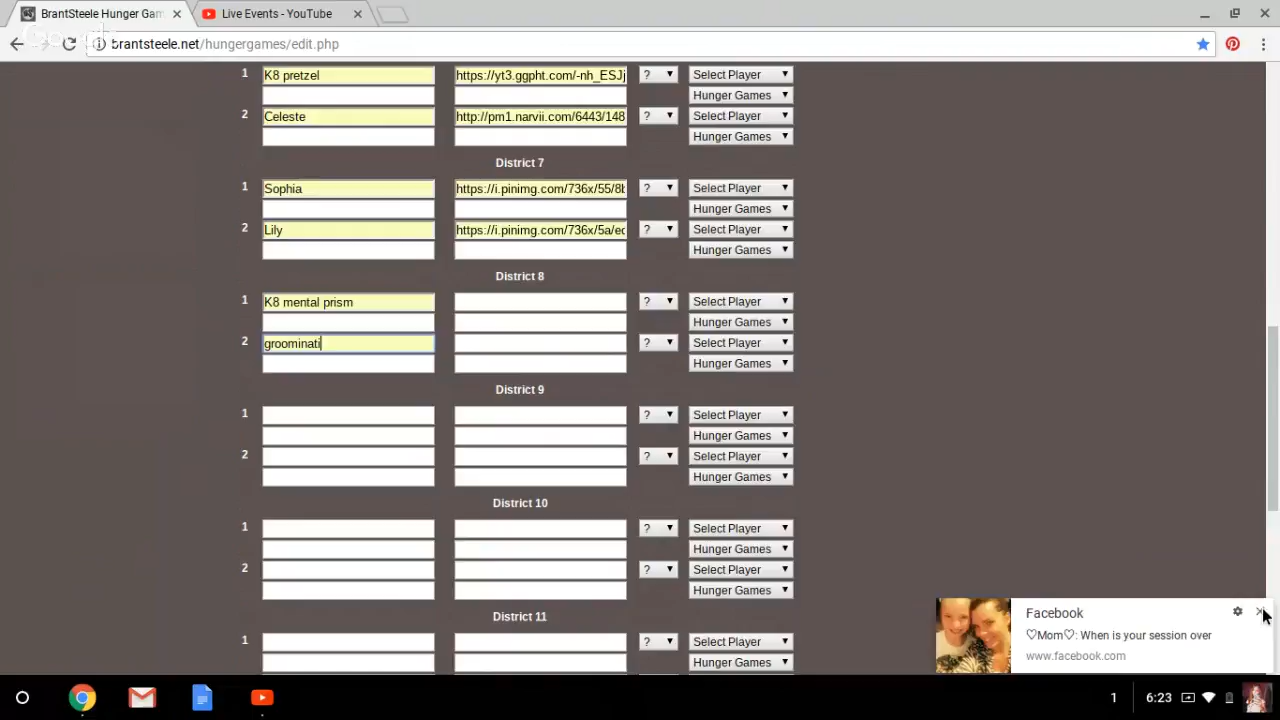 BrantSteele Hunger Gam
Live Events - YouTube
brantsteele.net/hungergames/edit.php
1 K8 pretzel https://yt3.ggpht.com/-nh_ESJj ? Select Player
Hunger Games
2 Celeste http://pm1.narvii.com/6443/148 ? Select Player
Hunger Games
District 7
1 Sophia https://i.pinimg.com/736x/55/8b ? Select Player
Hunger Games
2 Lily https://i.pinimg.com/736x/5a/ec ? Select Player
Hunger Games
District 8
1 K8 mental prism ? Select Player
Hunger Games
2 groominati ? Select Player
Hunger Games
District 9
1 ? Select Player
Hunger Games
2 ? Select Player
Hunger Games
District 10
1 ? Select Player
Hunger Games
2 ? Select Player
Hunger Games
District 11
1 ? Select Player
Hunger Games
Facebook
♡Mom♡: When is your session over
www.facebook.com
1 6:23